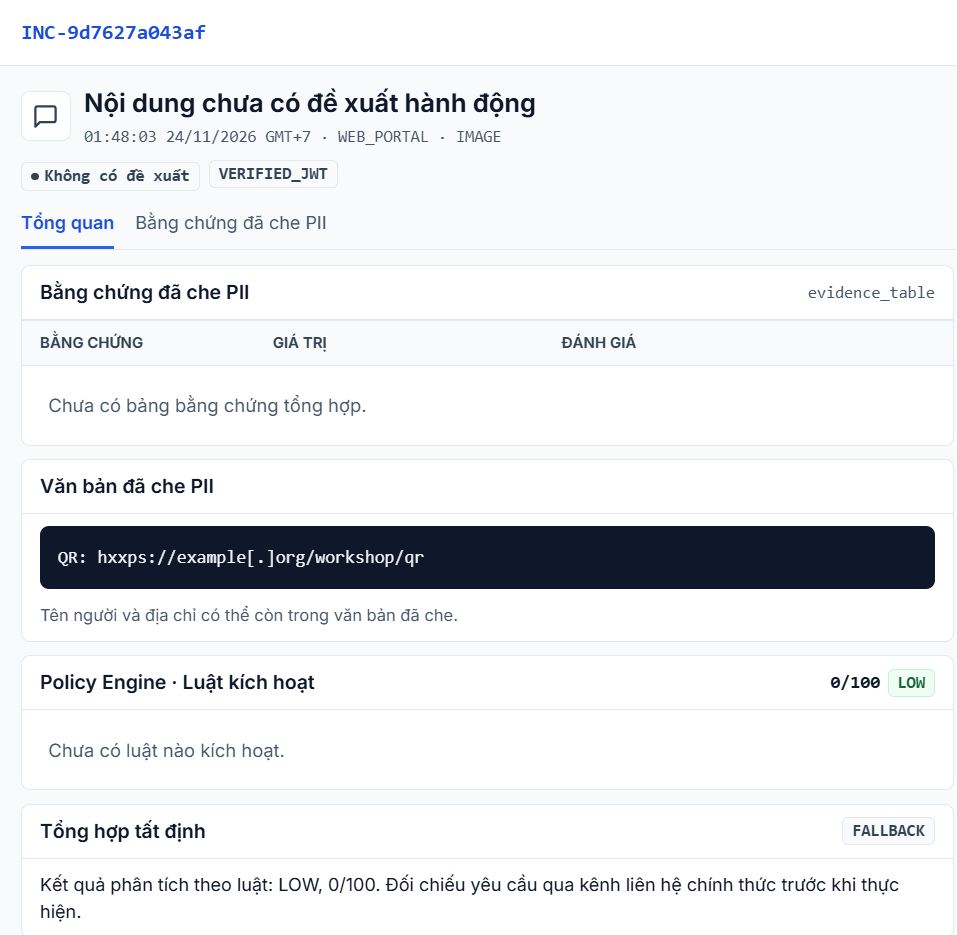 INC-9d7627a043af
Nội dung chưa có đề xuất hành động
01:48:03 24/11/2026 GMT+7 · WEB_PORTAL · IMAGE
Không có đề xuất VERIFIED_JWT
Tổng quan Bằng chứng đã che PII
Bằng chứng đã che PII evidence_table
BẰNG CHỨNG GIÁ TRỊ ĐÁNH GIÁ
Chưa có bảng bằng chứng tổng hợp.
Văn bản đã che PII
QR: hxxps://example[.]org/workshop/qr
Tên người và địa chỉ có thể còn trong văn bản đã che.
Policy Engine · Luật kích hoạt 0/100 LOW
Chưa có luật nào kích hoạt.
Tổng hợp tất định FALLBACK
Kết quả phân tích theo luật: LOW, 0/100. Đối chiếu yêu cầu qua kênh liên hệ chính thức trước khi thực
hiện.